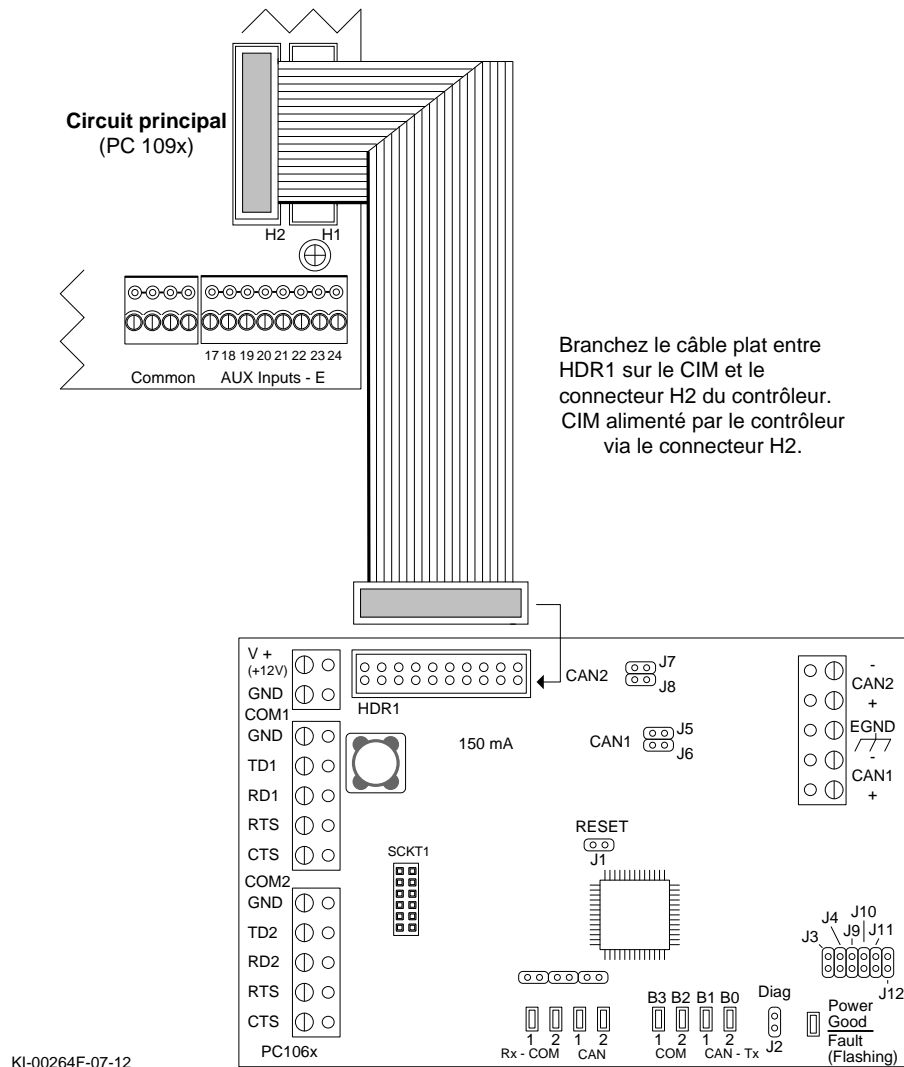 Circuit principal
(PC 109x)
H2
H1
17 18 19 20 21 22 23 24
Common
AUX Inputs - E
Branchez le câble plat entre
HDR1 sur le CIM et le
connecteur H2 du contrôleur.
CIM alimenté par le contrôleur
via le connecteur H2.
V +
(+12V)
GND
COM1
GND
TD1
RD1
RTS
CTS
COM2
GND
TD2
RD2
RTS
CTS
PC106x
HDR1
150 mA
CAN2
J7
J8
CAN1
J5
J6
-
CAN2
+
EGND
-
CAN1
+
RESET
J1
SCKT1
J3
J4
J9
J10
J11
J12
B3 B2 B1 B0
Diag
J2
1 2 1 2
Rx - COM CAN
1 2 1 2
COM CAN - Tx
Power
Good
Fault
(Flashing)
KI-00264F-07-12